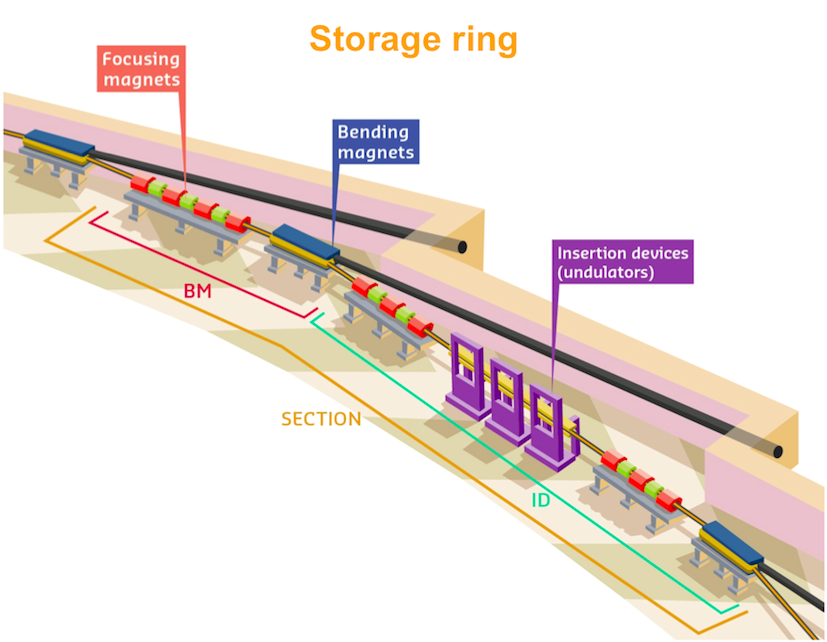 Storage ring
Focusing
magnets
Bending
magnets
Insertion devices
(undulators)
BM
SECTION
ID